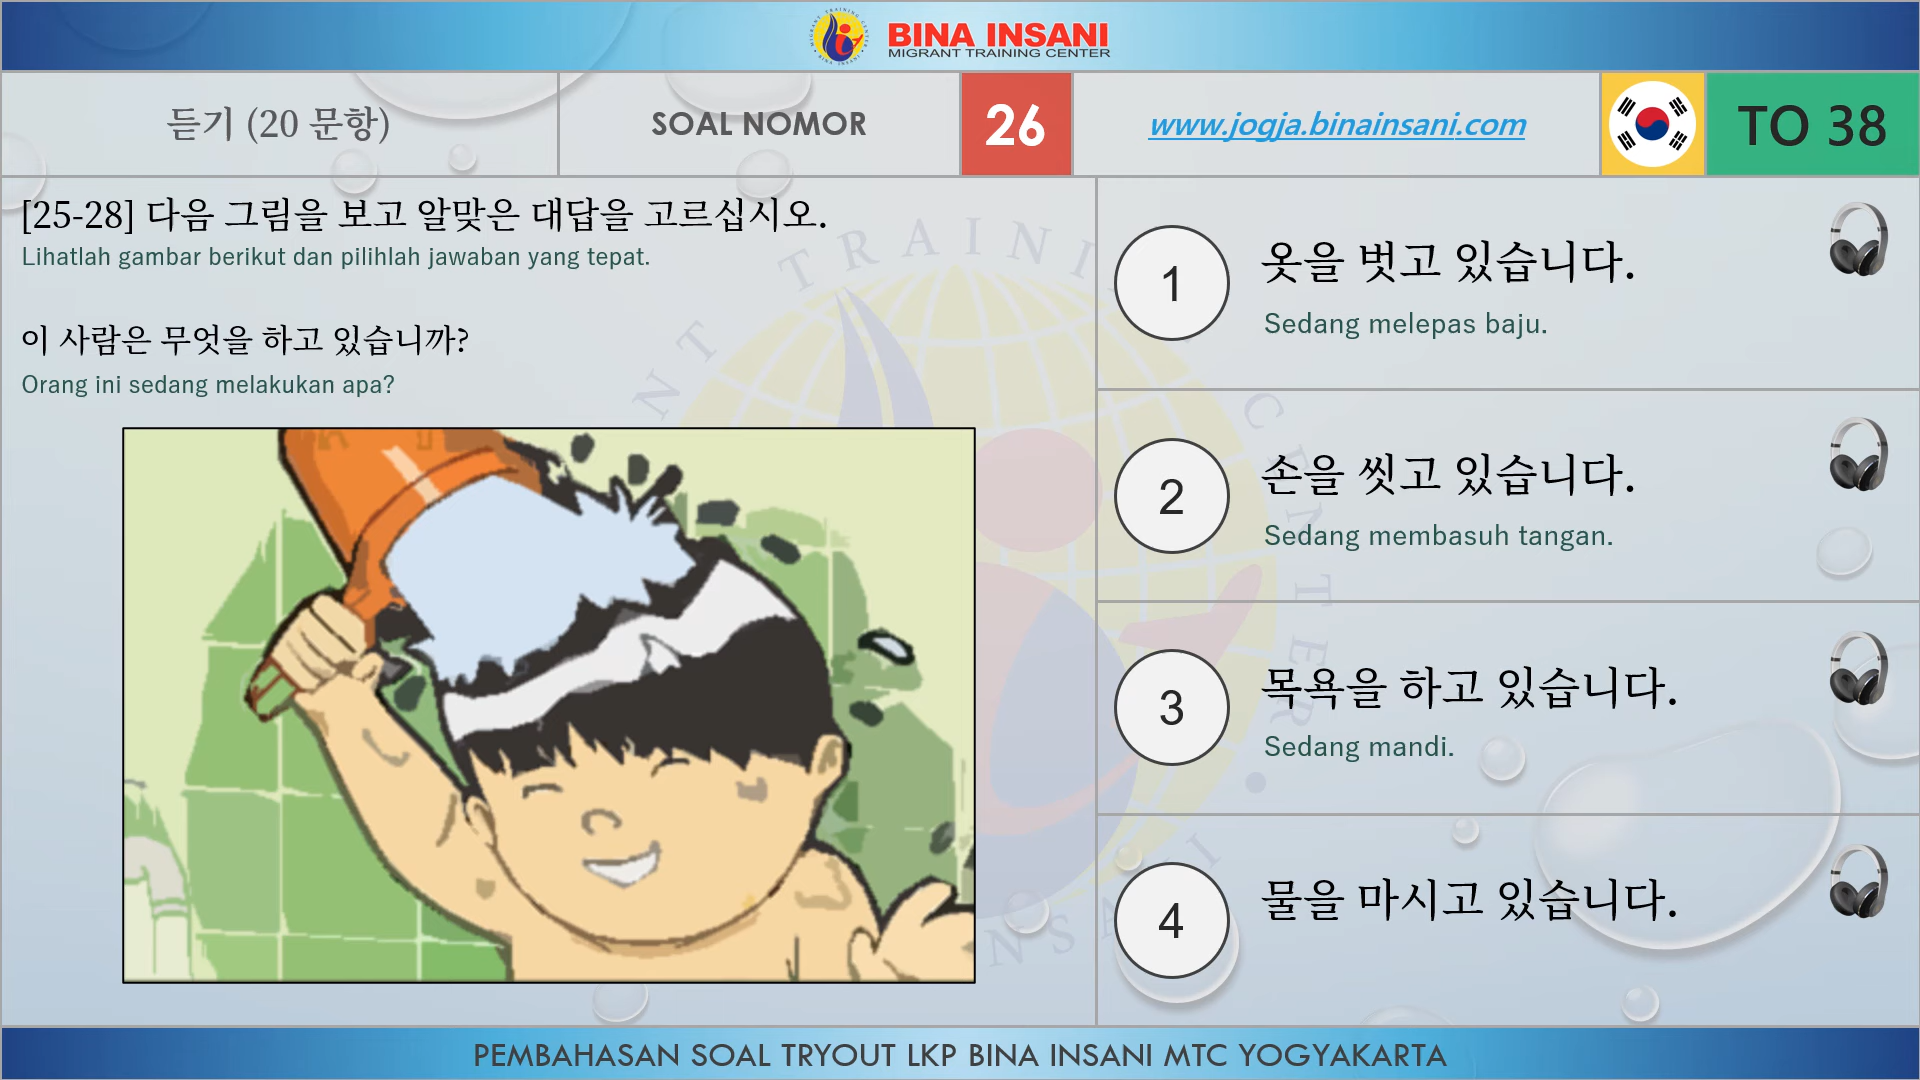 BINA INSANI
MIGRANT TRAINING CENTER
듣기 (20 문항)
SOAL NOMOR
26
www.jogja.binainsani.com
TO 38
[25-28] 다음 그림을 보고 알맞은 대답을 고르십시오.
Lihatlah gambar berikut dan pilihlah jawaban yang tepat.
이 사람은 무엇을 하고 있습니까?
Orang ini sedang melakukan apa?
1
옷을 벗고 있습니다.
Sedang melepas baju.
2
손을 씻고 있습니다.
Sedang membasuh tangan.
3
목욕을 하고 있습니다.
Sedang mandi.
4
물을 마시고 있습니다.
PEMBAHASAN SOAL TRYOUT LKP BINA INSANI MTC YOGYAKARTA